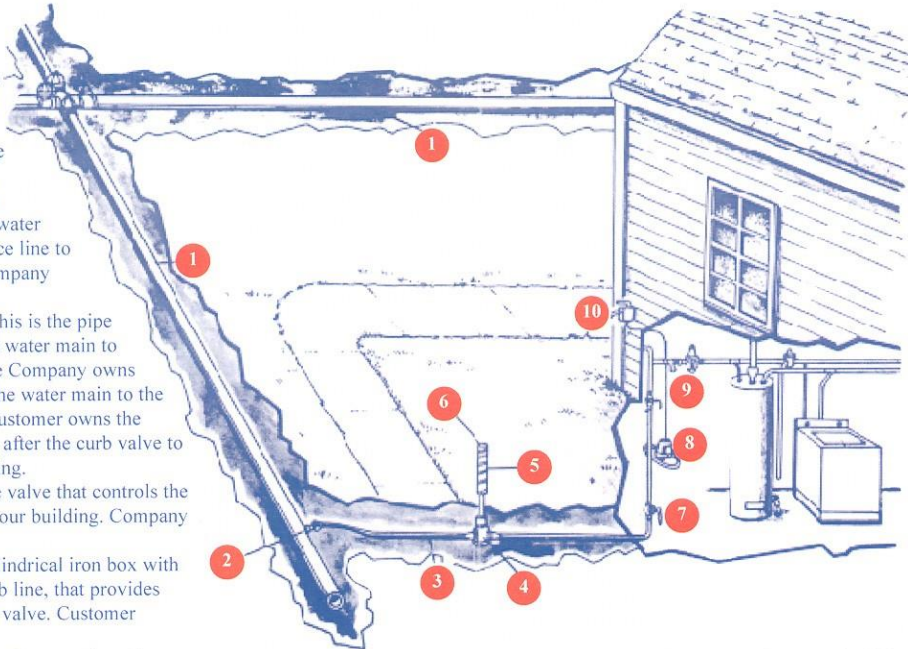 e
water
ce line to
ompany
his is the pipe
water main to
e Company owns
he water main to the
ustomer owns the
after the curb valve to
ng.
e valve that controls the
our building. Company
indrical iron box with
b line, that provides
valve. Customer
1
1
10
9
6
5
8
7
2
3
4